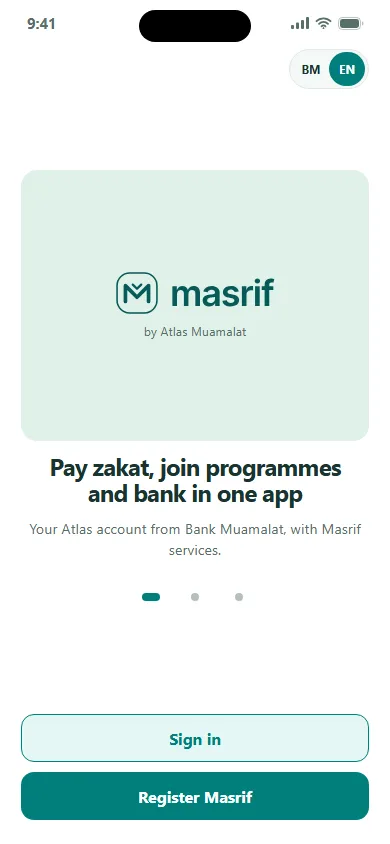 9:41
BM EN
masrif
by Atlas Muamalat
Pay zakat, join programmes
and bank in one app
Your Atlas account from Bank Muamalat, with Masrif
services.
Sign in
Register Masrif